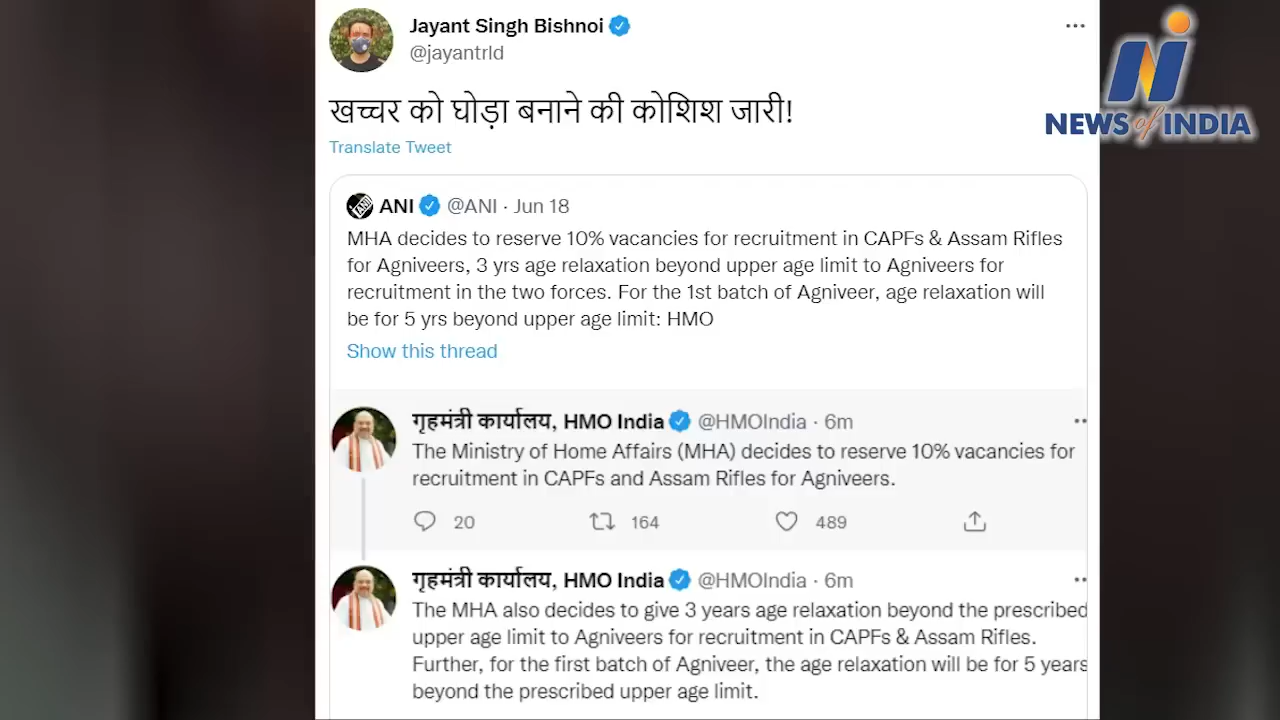 Jayant Singh Bishnoi
@jayantrld
खच्चर को घोड़ा बनाने की कोशिश जारी!
Translate Tweet
NEWS of INDIA
ANI @ANI · Jun 18
MHA decides to reserve 10% vacancies for recruitment in CAPFs & Assam Rifles
for Agniveers, 3 yrs age relaxation beyond upper age limit to Agniveers for
recruitment in the two forces. For the 1st batch of Agniveer, age relaxation will
be for 5 yrs beyond upper age limit: HMO
Show this thread
गृहमंत्री कार्यालय, HMO India @HMOIndia · 6m
The Ministry of Home Affairs (MHA) decides to reserve 10% vacancies for
recruitment in CAPFs and Assam Rifles for Agniveers.
20 164 489
गृहमंत्री कार्यालय, HMO India @HMOIndia · 6m
The MHA also decides to give 3 years age relaxation beyond the prescribed
upper age limit to Agniveers for recruitment in CAPFs & Assam Rifles.
Further, for the first batch of Agniveer, the age relaxation will be for 5 years
beyond the prescribed upper age limit.